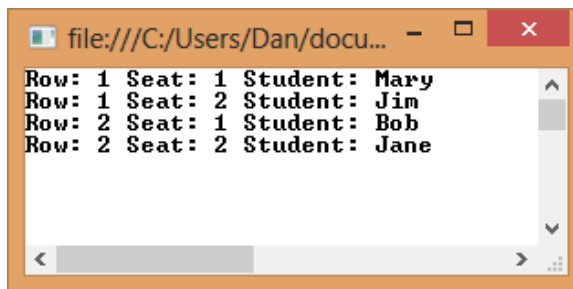 file:///C:/Users/Dan/docu...
Row: 1 Seat: 1 Student: Mary
Row: 1 Seat: 2 Student: Jim
Row: 2 Seat: 1 Student: Bob
Row: 2 Seat: 2 Student: Jane